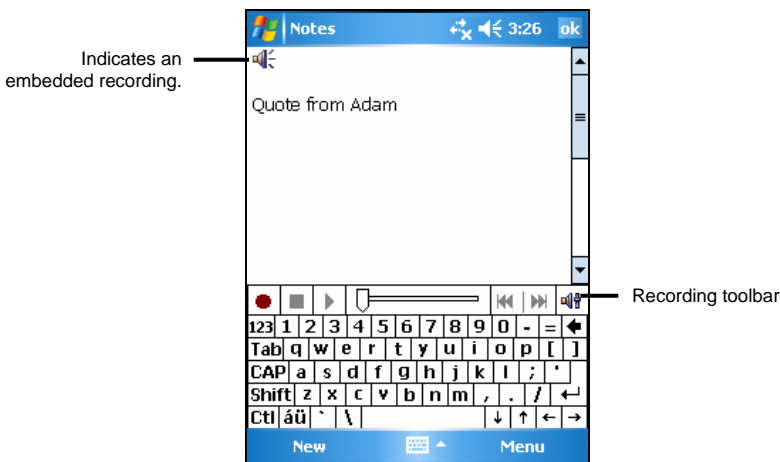 Notes 3:26 ok
Indicates an
embedded recording.
Quote from Adam
Recording toolbar
123 1 2 3 4 5 6 7 8 9 0 - =
Tab q w e r t y u i o p [ ]
CAP a s d f g h j k l ; '
Shift z x c v b n m , . /
Ctl áü ` \
New Menu